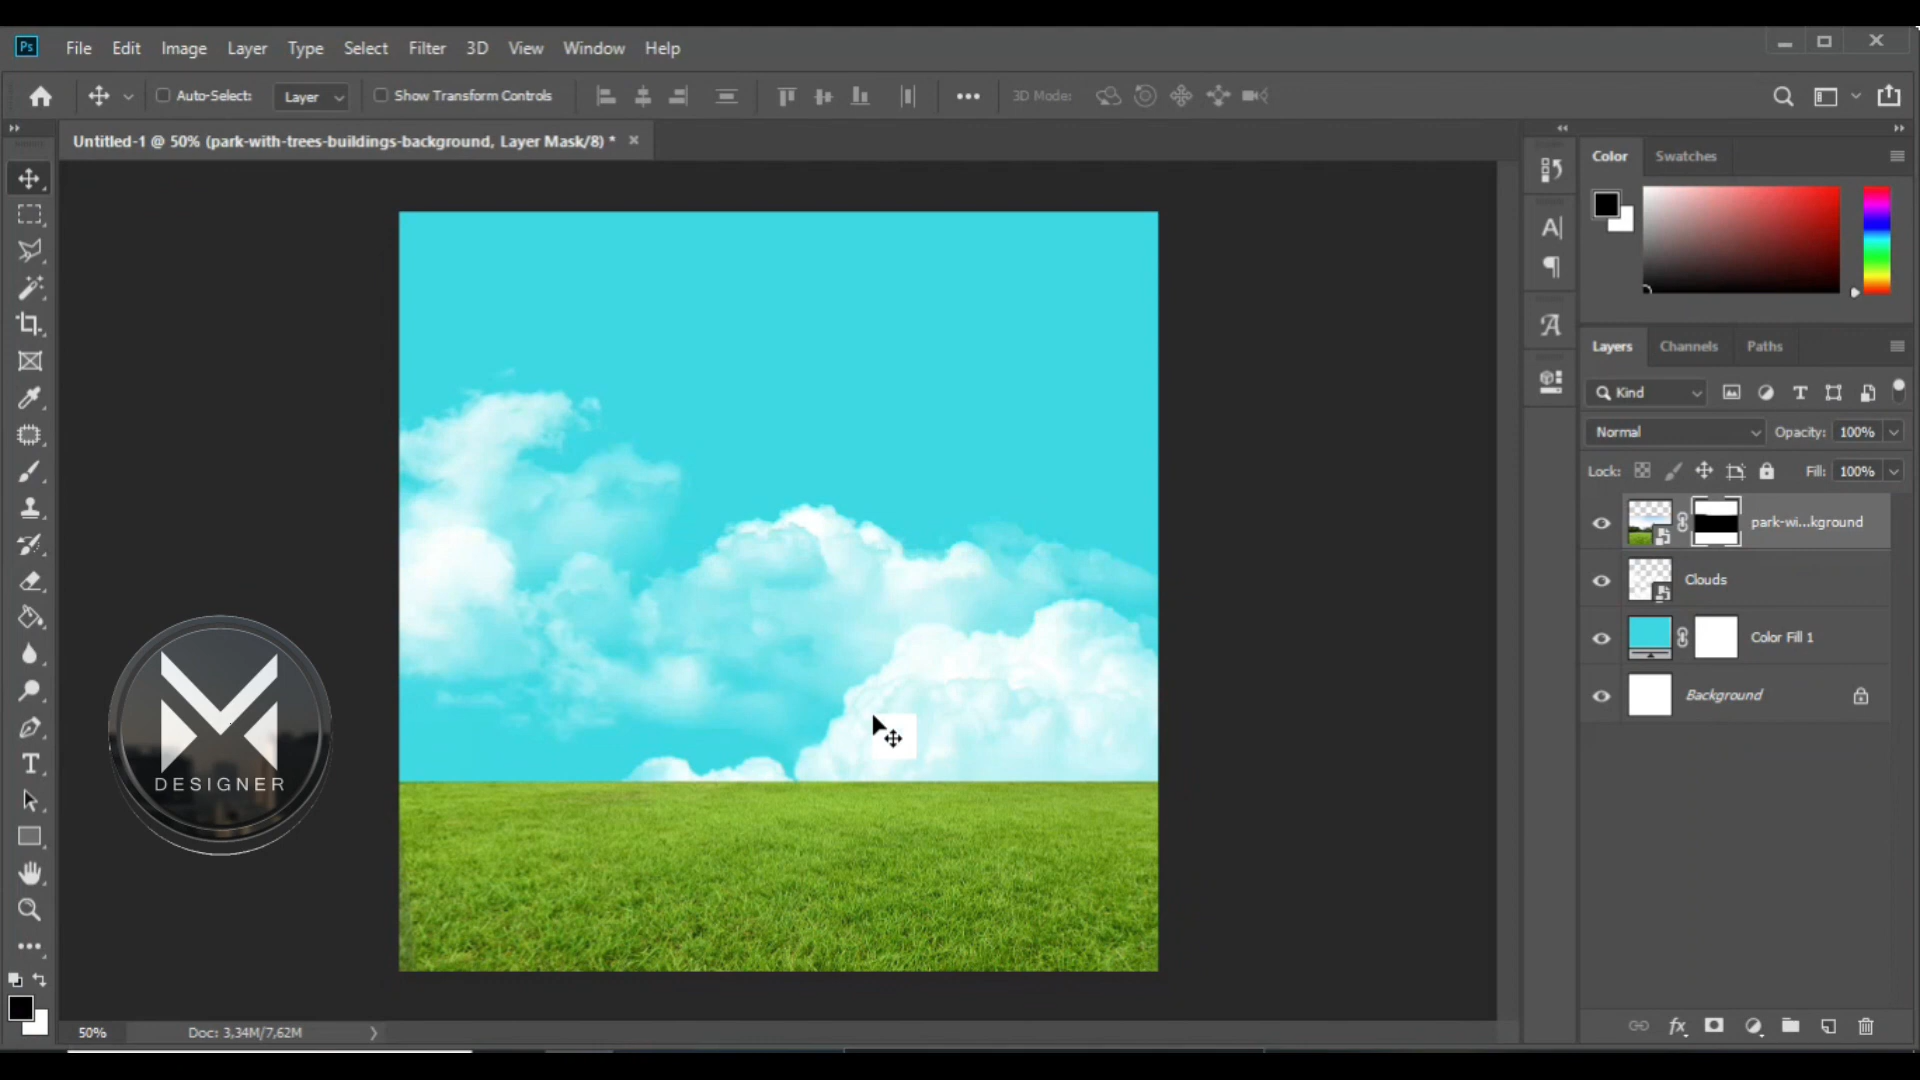 Ps File Edit Image Layer Type Select Filter 3D View Window Help
Auto-Select: Layer Show Transform Controls 3D Mode:
Untitled-1 @ 50% (park-with-trees-buildings-background, Layer Mask/8) *
Color Swatches
Layers Channels Paths
Kind
Normal Opacity: 100%
Lock: Fill: 100%
park-wi...kground
Clouds
Color Fill 1
Background
DESIGNER
50% Doc: 3,34M/7,62M
fx